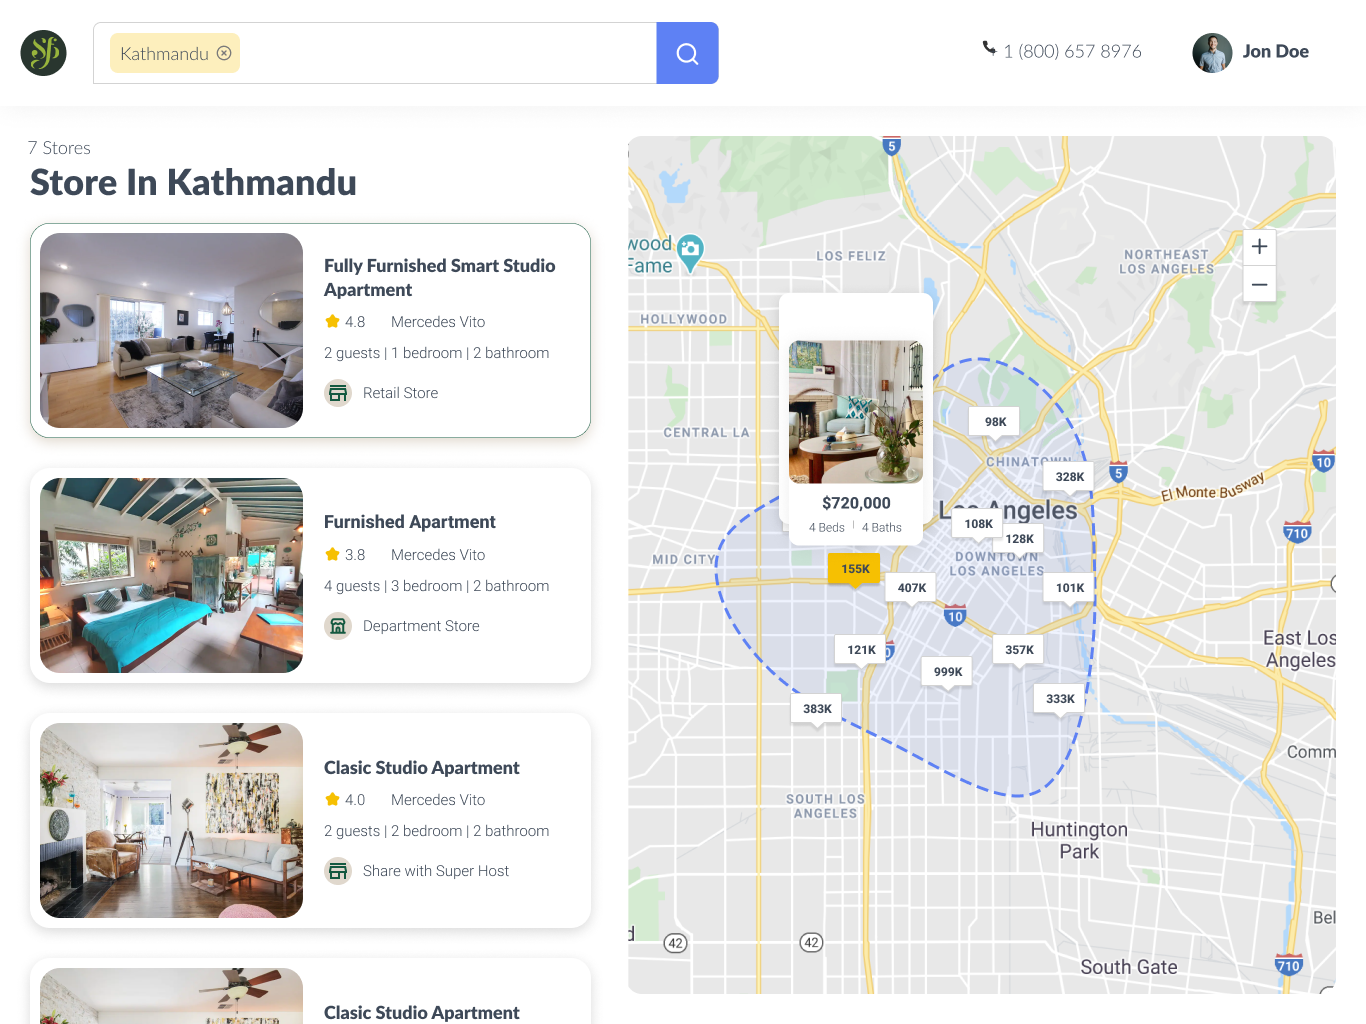 Kathmandu
1 (800) 657 8976
Jon Doe
7 Stores
Store In Kathmandu
Fully Furnished Smart Studio
Apartment
4.8 Mercedes Vito
2 guests | 1 bedroom | 2 bathroom
Retail Store
Furnished Apartment
3.8 Mercedes Vito
4 guests | 3 bedroom | 2 bathroom
Department Store
Clasic Studio Apartment
4.0 Mercedes Vito
2 guests | 2 bedroom | 2 bathroom
Share with Super Host
Clasic Studio Apartment
5
wood
Fame
LOS FELIZ
NORTHEAST
LOS ANGELES
+
−
HOLLYWOOD
98K
CENTRAL LA
CHINATOWN
328K
5
10
El Monte Busway
$720,000
4 Beds | 4 Baths
Los Angeles
108K
128K
710
MID CITY
DOWNTOWN
LOS ANGELES
155K
407K
101K
10
East Los
Angeles
121K
357K
999K
333K
383K
Comm
SOUTH LOS
ANGELES
Huntington
Park
Bel
d
42
42
South Gate
710